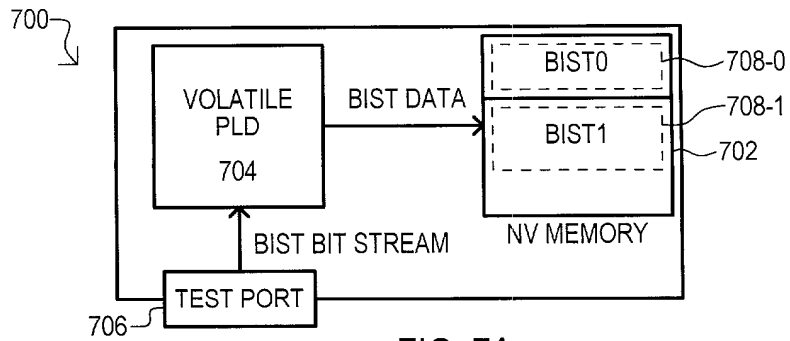 700
VOLATILE
PLD
704
BIST DATA
BIST0
708-0
BIST1
708-1
702
NV MEMORY
BIST BIT STREAM
TEST PORT
706